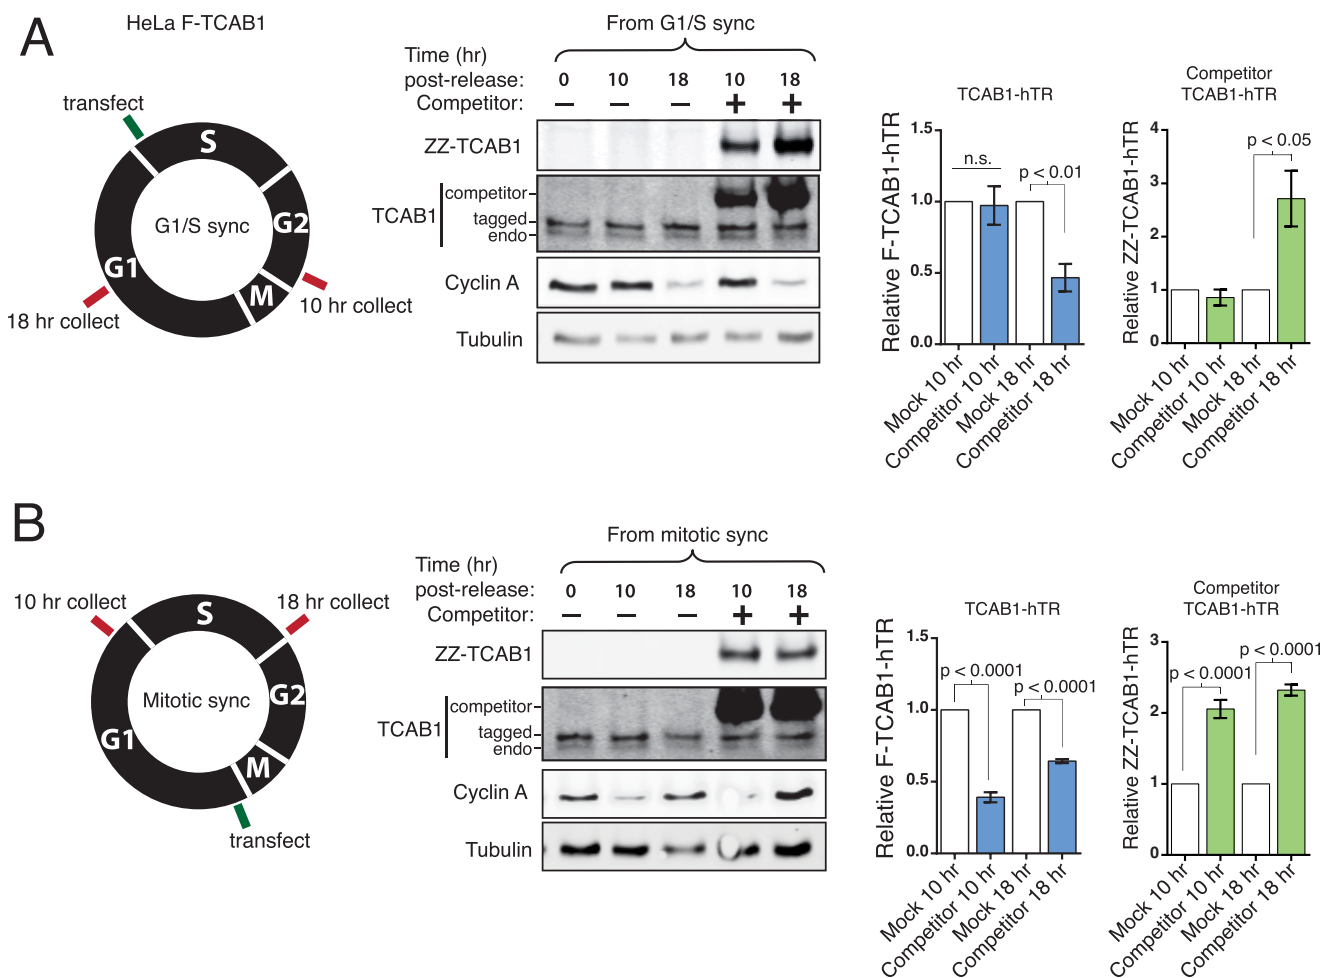 A
HeLa F-TCAB1
transfect
S
G2
M
G1
G1/S sync
18 hr collect
10 hr collect
From G1/S sync
Time (hr)
post-release: 0 10 18 10 18
Competitor: – – – + +
ZZ-TCAB1
TCAB1
competitor
tagged
endo
Cyclin A
Tubulin
TCAB1-hTR
Relative F-TCAB1-hTR
1.5
1.0
0.5
0.0
n.s.
p < 0.01
Mock 10 hr
Competitor 10 hr
Mock 18 hr
Competitor 18 hr
Competitor
TCAB1-hTR
Relative ZZ-TCAB1-hTR
4
3
2
1
0
p < 0.05
Mock 10 hr
Competitor 10 hr
Mock 18 hr
Competitor 18 hr
B
10 hr collect
18 hr collect
S
G2
M
G1
Mitotic sync
transfect
From mitotic sync
Time (hr)
post-release: 0 10 18 10 18
Competitor: – – – + +
ZZ-TCAB1
TCAB1
competitor
tagged
endo
Cyclin A
Tubulin
TCAB1-hTR
Relative F-TCAB1-hTR
1.5
1.0
0.5
0.0
p < 0.0001
p < 0.0001
Mock 10 hr
Competitor 10 hr
Mock 18 hr
Competitor 18 hr
Competitor
TCAB1-hTR
Relative ZZ-TCAB1-hTR
3
2
1
0
p < 0.0001
p < 0.0001
Mock 10 hr
Competitor 10 hr
Mock 18 hr
Competitor 18 hr